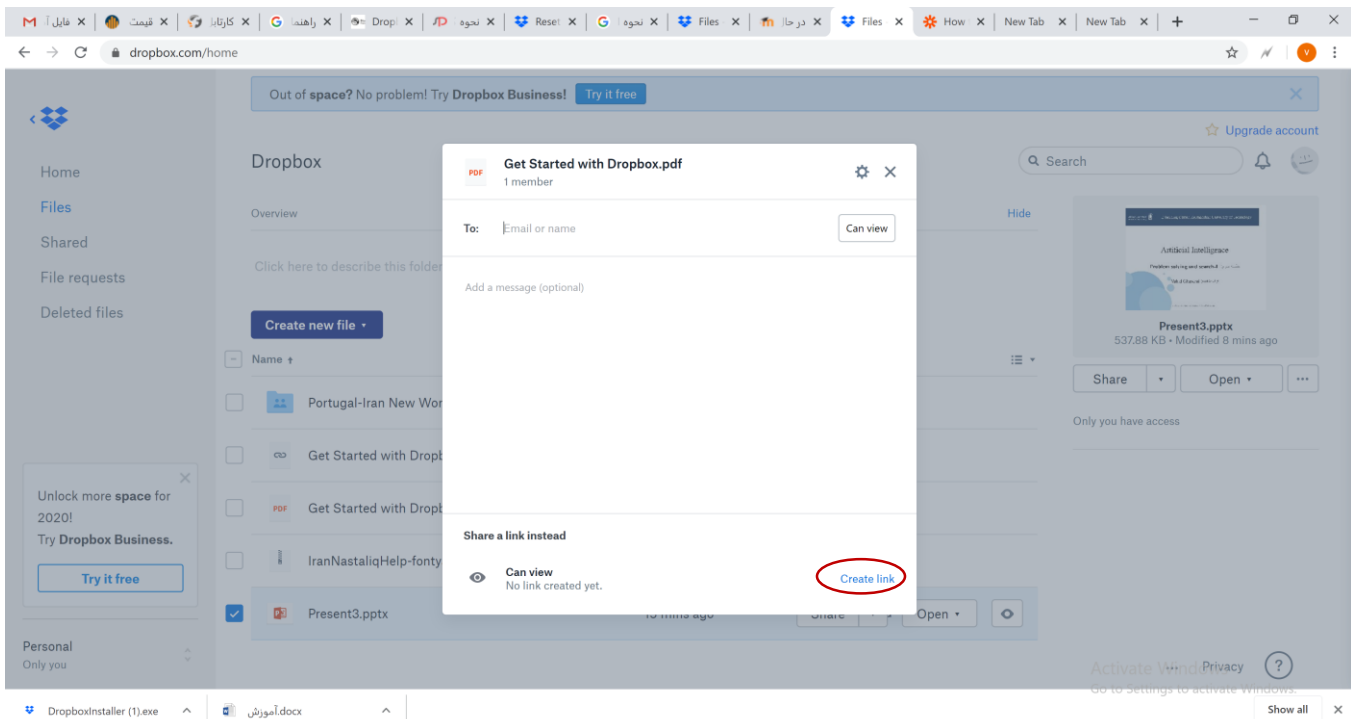 فایل آ.
قیمت
کارتابل
راهنما
Drop
نحوه
Reset
نحوه ا
Files
در حال
Files
How
New Tab
New Tab
dropbox.com/home
Out of space? No problem! Try Dropbox Business! Try it free
Upgrade account
Home
Files
Shared
File requests
Deleted files
Dropbox
Search
Overview
Hide
Click here to describe this folder
Create new file
Name
Portugal-Iran New Wor
Get Started with Dropb
PDF Get Started with Dropb
IranNastaliqHelp-fonty
Present3.pptx
Share
Open
PDF
Get Started with Dropbox.pdf
1 member
To: Email or name
Can view
Add a message (optional)
Share a link instead
Can view
No link created yet.
Create link
Artificial Intelligence
Present3.pptx
537.88 KB • Modified 8 mins ago
Share
Open
Only you have access
Unlock more space for
2020!
Try Dropbox Business.
Try it free
Personal
Only you
Privacy
?
Activate Windows
Go to Settings to activate Windows.
DropboxInstaller (1).exe
آموزش.docx
Show all